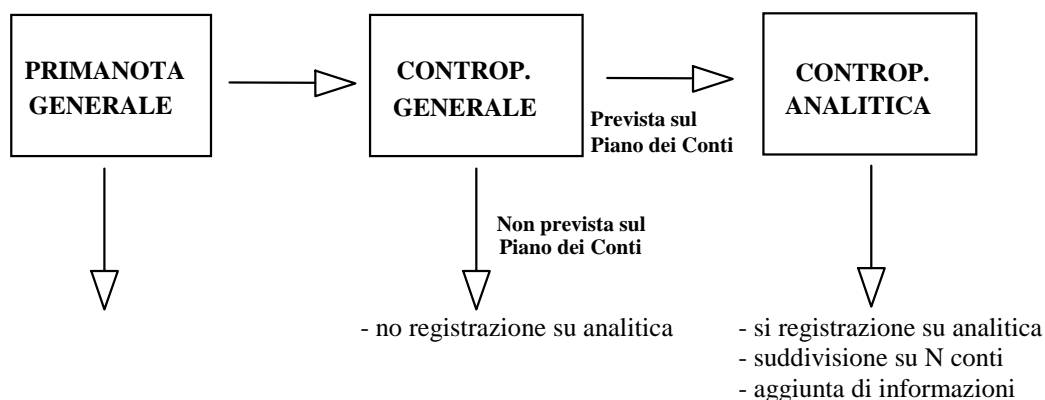 PRIMANOTA
GENERALE
CONTROP.
GENERALE
Prevista sul
Piano dei Conti
CONTROP.
ANALITICA
Non prevista sul
Piano dei Conti
- no registrazione su analitica
- si registrazione su analitica
- suddivisione su N conti
- aggiunta di informazioni